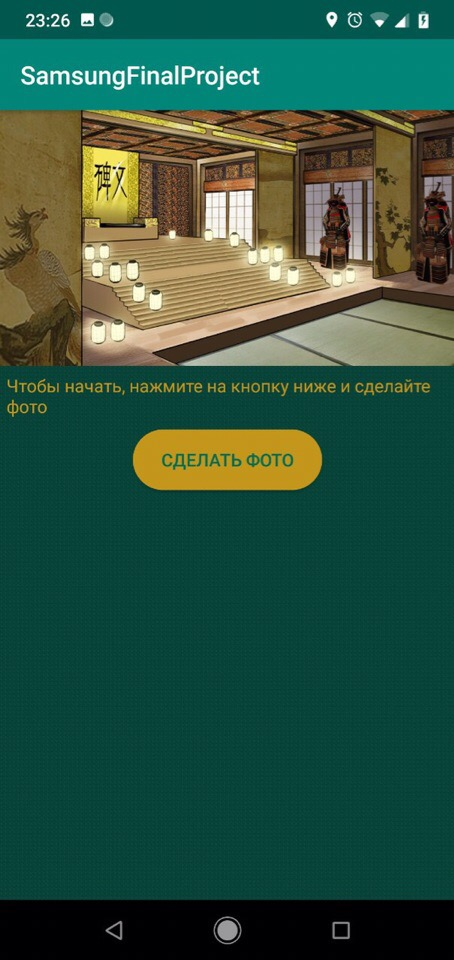 23:26
SamsungFinalProject
碑文
Чтобы начать, нажмите на кнопку ниже и сделайте
фото
СДЕЛАТЬ ФОТО